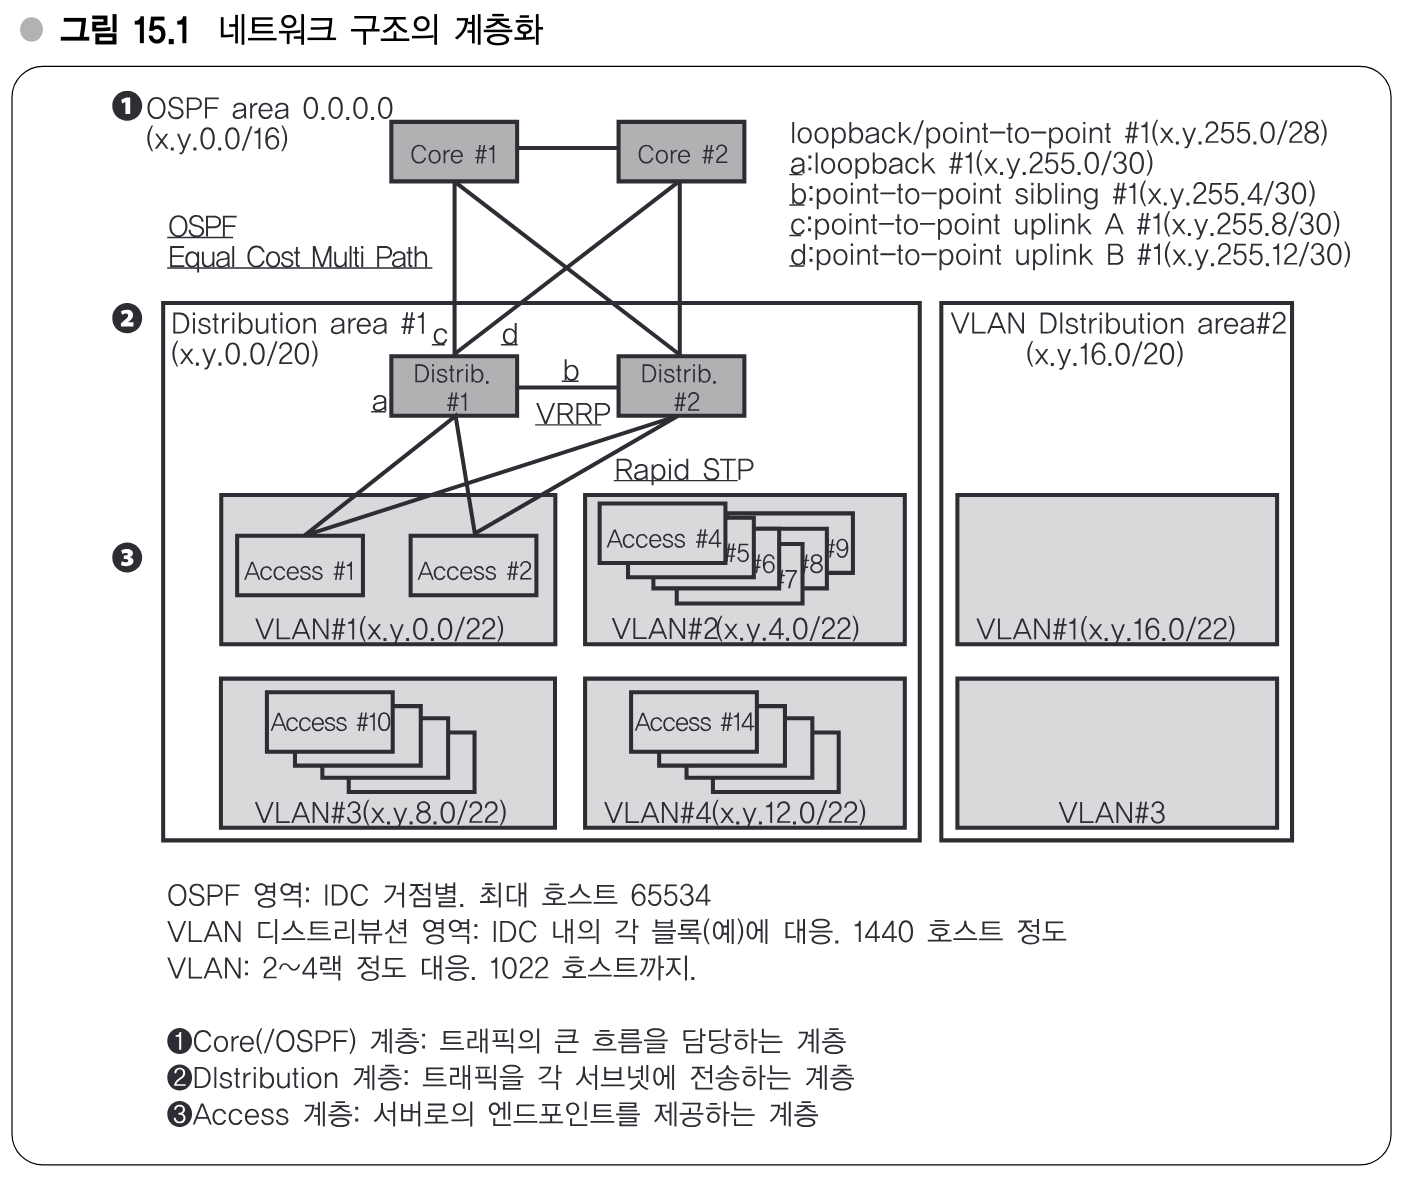 그림 15.1 네트워크 구조의 계층화
❶ OSPF area 0.0.0.0
(x.y.0.0/16)
Core #1
Core #2
loopback/point-to-point #1(x.y.255.0/28)
a:loopback #1(x.y.255.0/30)
b:point-to-point sibling #1(x.y.255.4/30)
c:point-to-point uplink A #1(x.y.255.8/30)
d:point-to-point uplink B #1(x.y.255.12/30)
OSPF
Equal Cost Multi Path
❷
Distribution area #1
(x.y.0.0/20)
c
d
VLAN DIstribution area#2
(x.y.16.0/20)
a
Distrib.
#1
b
VRRP
Distrib.
#2
Rapid STP
❸
Access #1
Access #2
VLAN#1(x.y.0.0/22)
Access #4
#5
#6
#7
#8
#9
VLAN#2(x.y.4.0/22)
VLAN#1(x.y.16.0/22)
Access #10
VLAN#3(x.y.8.0/22)
Access #14
VLAN#4(x.y.12.0/22)
VLAN#3
OSPF 영역: IDC 거점별. 최대 호스트 65534
VLAN 디스트리뷰션 영역: IDC 내의 각 블록(예)에 대응. 1440 호스트 정도
VLAN: 2~4랙 정도 대응. 1022 호스트까지.
❶Core(/OSPF) 계층: 트래픽의 큰 흐름을 담당하는 계층
❷DIstribution 계층: 트래픽을 각 서브넷에 전송하는 계층
❸Access 계층: 서버로의 엔드포인트를 제공하는 계층